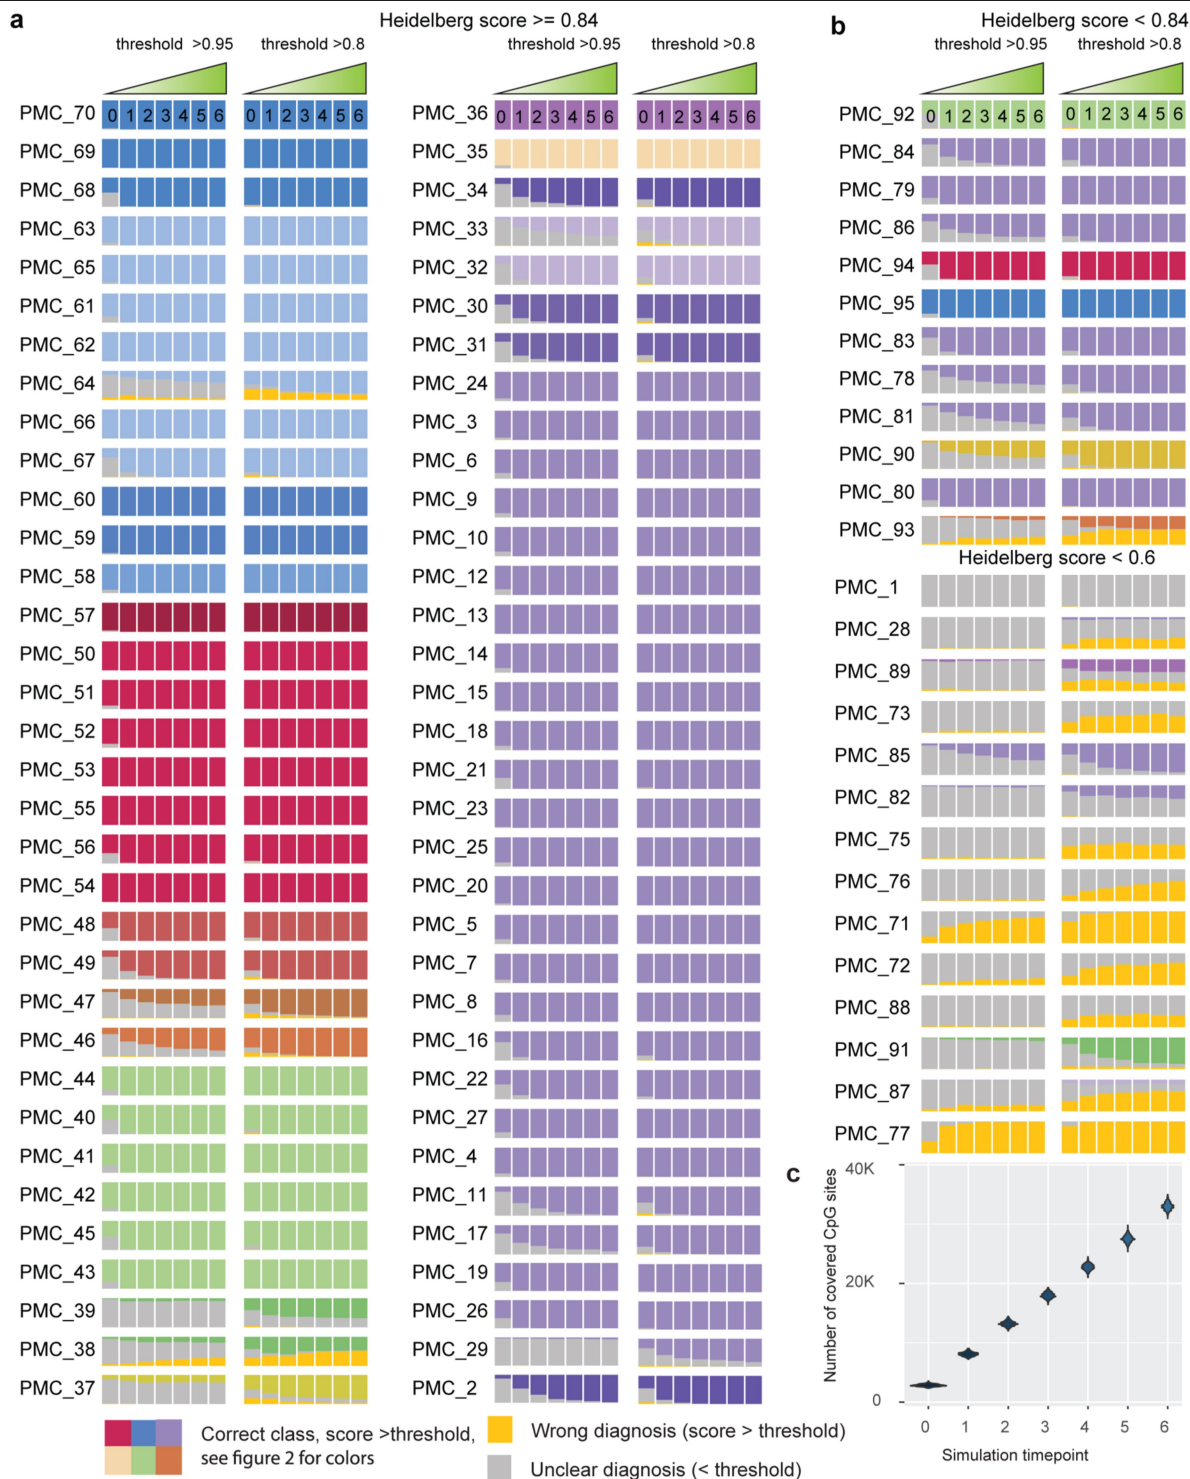 a
Heidelberg score >= 0.84
threshold >0.95
threshold >0.8
threshold >0.95
threshold >0.8
PMC_70
0 1 2 3 4 5 6
0 1 2 3 4 5 6
PMC_69
PMC_68
PMC_63
PMC_65
PMC_61
PMC_62
PMC_64
PMC_66
PMC_67
PMC_60
PMC_59
PMC_58
PMC_57
PMC_50
PMC_51
PMC_52
PMC_53
PMC_55
PMC_56
PMC_54
PMC_48
PMC_49
PMC_47
PMC_46
PMC_44
PMC_40
PMC_41
PMC_42
PMC_45
PMC_43
PMC_39
PMC_38
PMC_37
PMC_36
0 1 2 3 4 5 6
0 1 2 3 4 5 6
PMC_35
PMC_34
PMC_33
PMC_32
PMC_30
PMC_31
PMC_24
PMC_3
PMC_6
PMC_9
PMC_10
PMC_12
PMC_13
PMC_14
PMC_15
PMC_18
PMC_21
PMC_23
PMC_25
PMC_20
PMC_5
PMC_7
PMC_8
PMC_16
PMC_22
PMC_27
PMC_4
PMC_11
PMC_17
PMC_19
PMC_26
PMC_29
PMC_2
b
Heidelberg score < 0.84
threshold >0.95
threshold >0.8
PMC_92
0 1 2 3 4 5 6
0 1 2 3 4 5 6
PMC_84
PMC_79
PMC_86
PMC_94
PMC_95
PMC_83
PMC_78
PMC_81
PMC_90
PMC_80
PMC_93
Heidelberg score < 0.6
PMC_1
PMC_28
PMC_89
PMC_73
PMC_85
PMC_82
PMC_75
PMC_76
PMC_71
PMC_72
PMC_88
PMC_91
PMC_87
PMC_77
c
Number of covered CpG sites
40K
20K
0
0 1 2 3 4 5 6
Simulation timepoint
Correct class, score >threshold,
see figure 2 for colors
Wrong diagnosis (score > threshold)
Unclear diagnosis (< threshold)